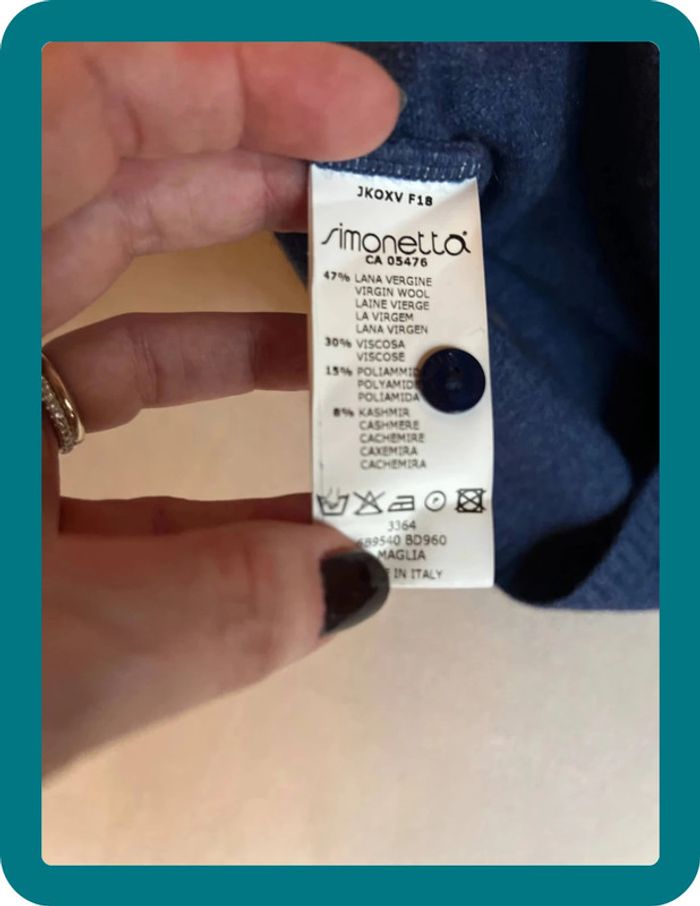 JKOXV F18
simonetta
CA 05476
47% LANA VERGINE
VIRGIN WOOL
LAINE VIERGE
LA VIRGEM
LANA VIRGEN
30% VISCOSA
VISCOSE
15%
POLYAMIDE
POLIAMIDA
8% KASHMIR
CASHMERE
CACHEMIRE
CAXEMIRA
CACHEMIRA
3364
BD960
MAGLIA
IN ITALY